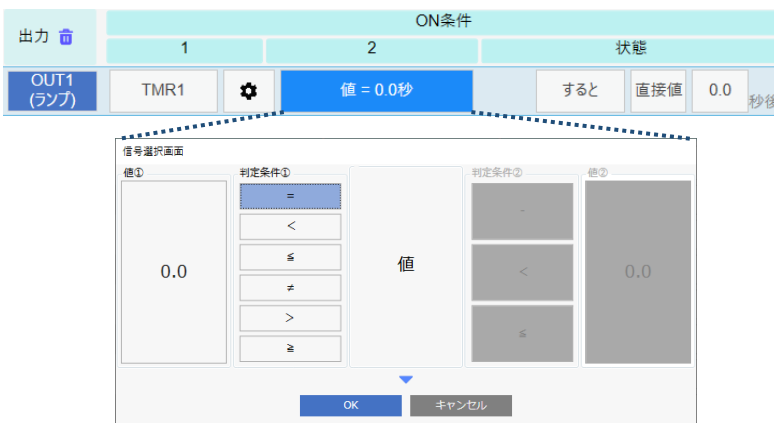 出力
ON条件
1
2
状態
OUT1
(ランプ)
TMR1
値 = 0.0秒
すると
直接値
0.0
秒後
信号選択画面
値①
判定条件①
判定条件②
値②
0.0
=
<
≦
≠
>
≧
値
-
<
≦
0.0
OK
キャンセル